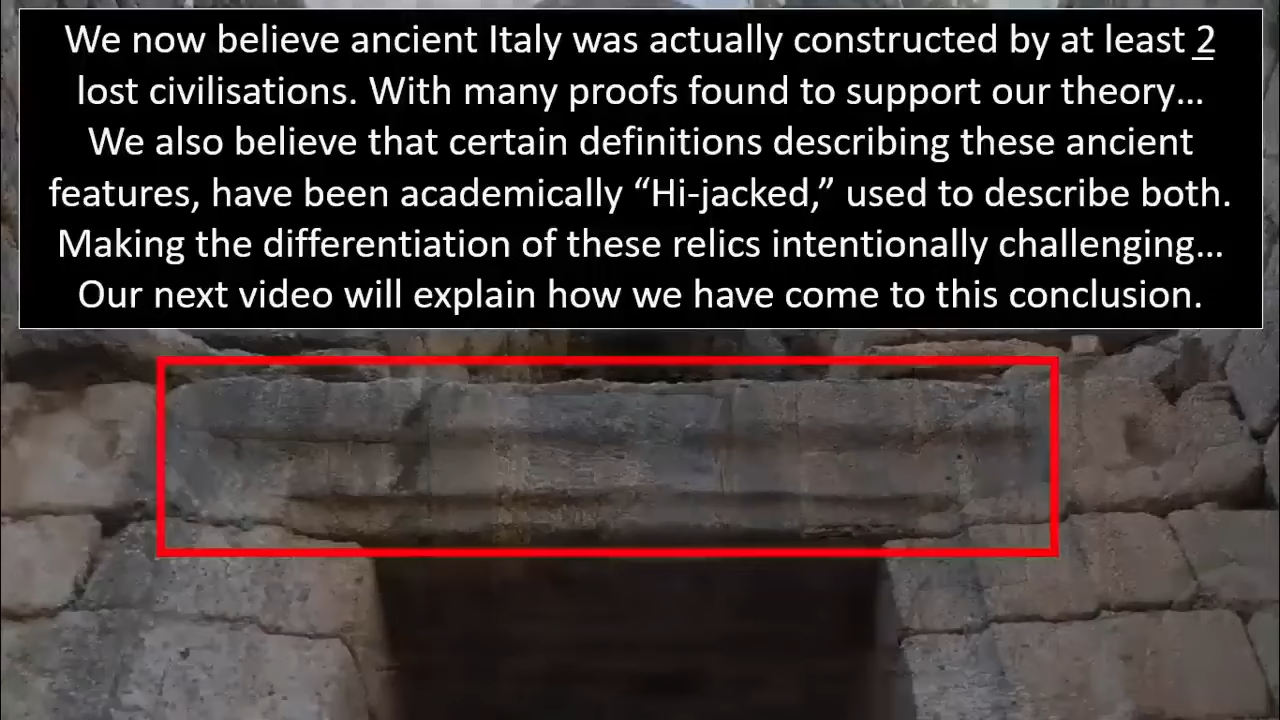 We now believe ancient Italy was actually constructed by at least 2
lost civilisations. With many proofs found to support our theory…
We also believe that certain definitions describing these ancient
features, have been academically “Hi-jacked,” used to describe both.
Making the differentiation of these relics intentionally challenging…
Our next video will explain how we have come to this conclusion.